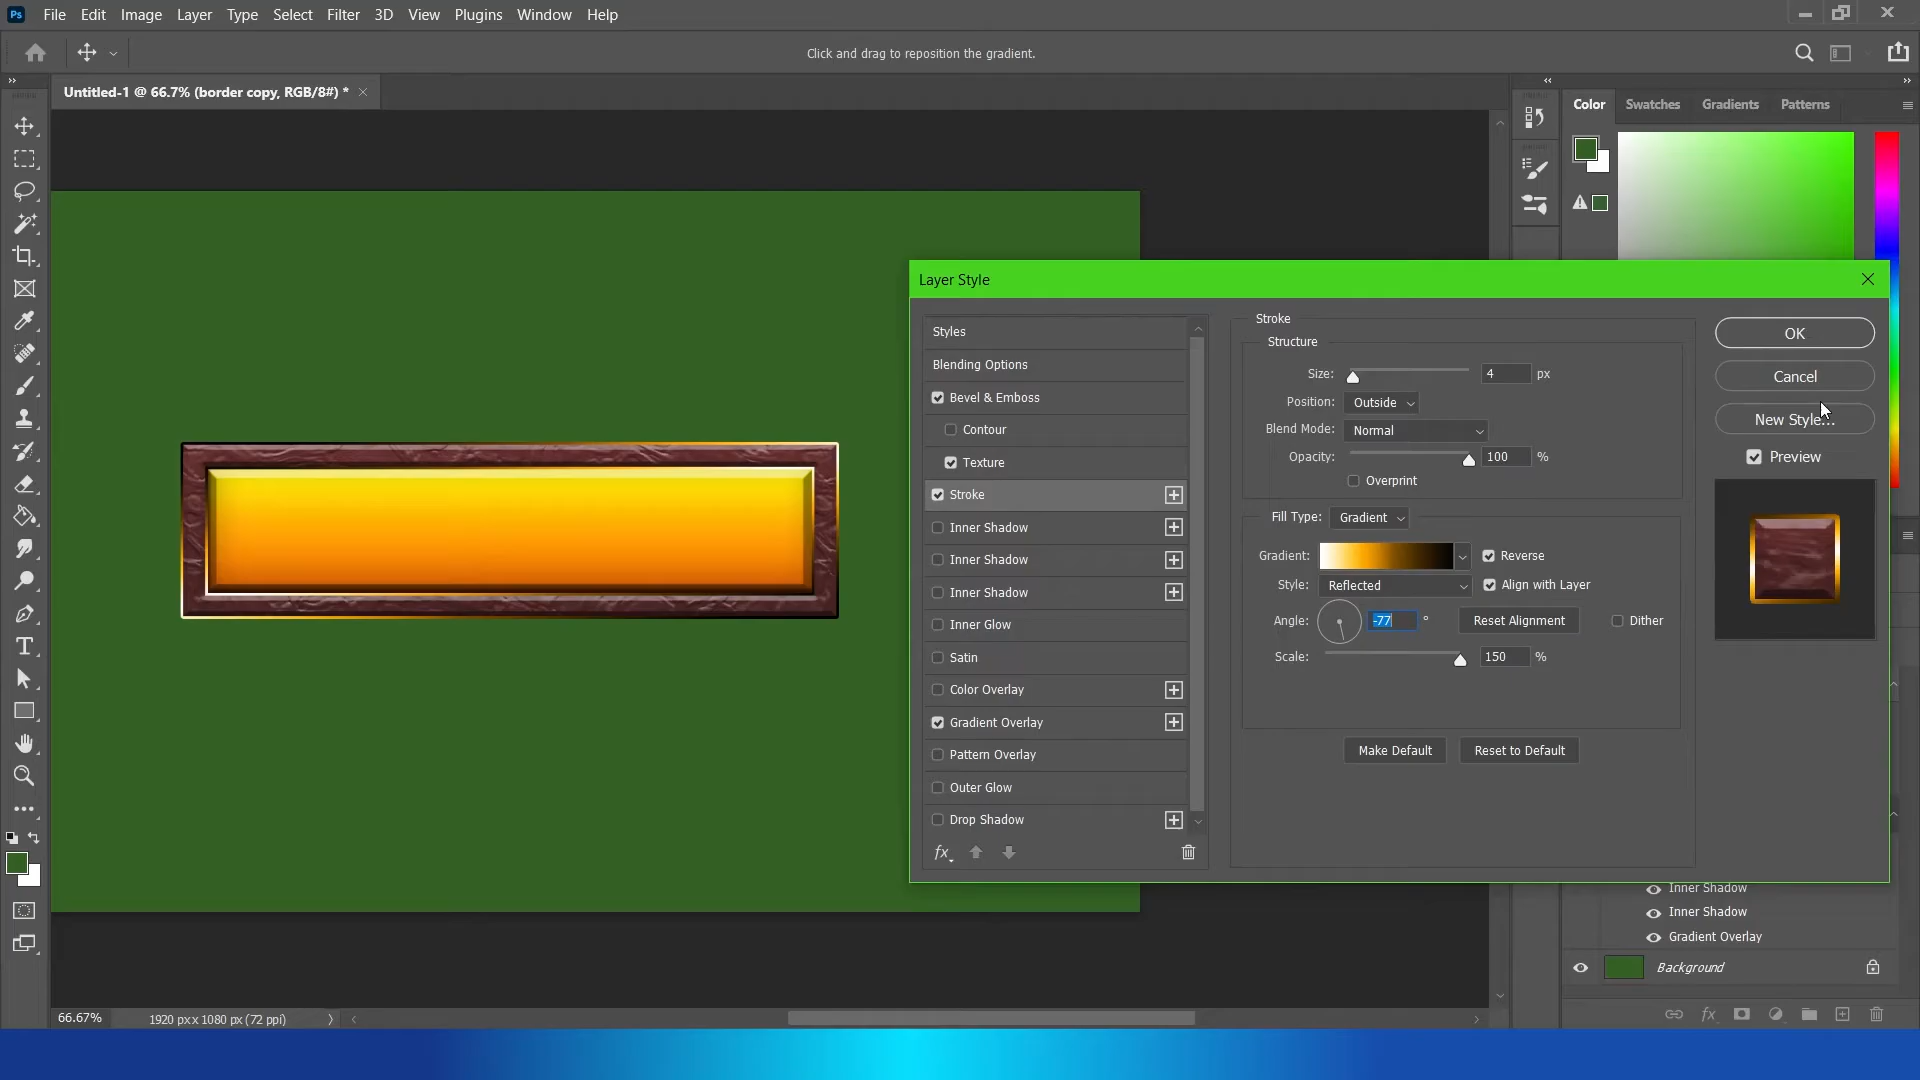 Ps File Edit Image Layer Type Select Filter 3D View Plugins Window Help
Click and drag to reposition the gradient.
Untitled-1 @ 66.7% (border copy, RGB/8#) *
Color Swatches Gradients Patterns
Layer Style
Styles
Blending Options
Bevel & Emboss
Contour
Texture
Stroke
Inner Shadow
Inner Shadow
Inner Shadow
Inner Glow
Satin
Color Overlay
Gradient Overlay
Pattern Overlay
Outer Glow
Drop Shadow
fx
Stroke
Structure
Size: 4 px
Position: Outside
Blend Mode: Normal
Opacity: 100 %
Overprint
Fill Type: Gradient
Gradient: Reverse
Style: Reflected Align with Layer
Angle: -77 ° Reset Alignment Dither
Scale: 150 %
Make Default Reset to Default
OK
Cancel
New Style...
Preview
Inner Shadow
Inner Shadow
Gradient Overlay
Background
fx
66.67% 1920 px x 1080 px (72 ppi)